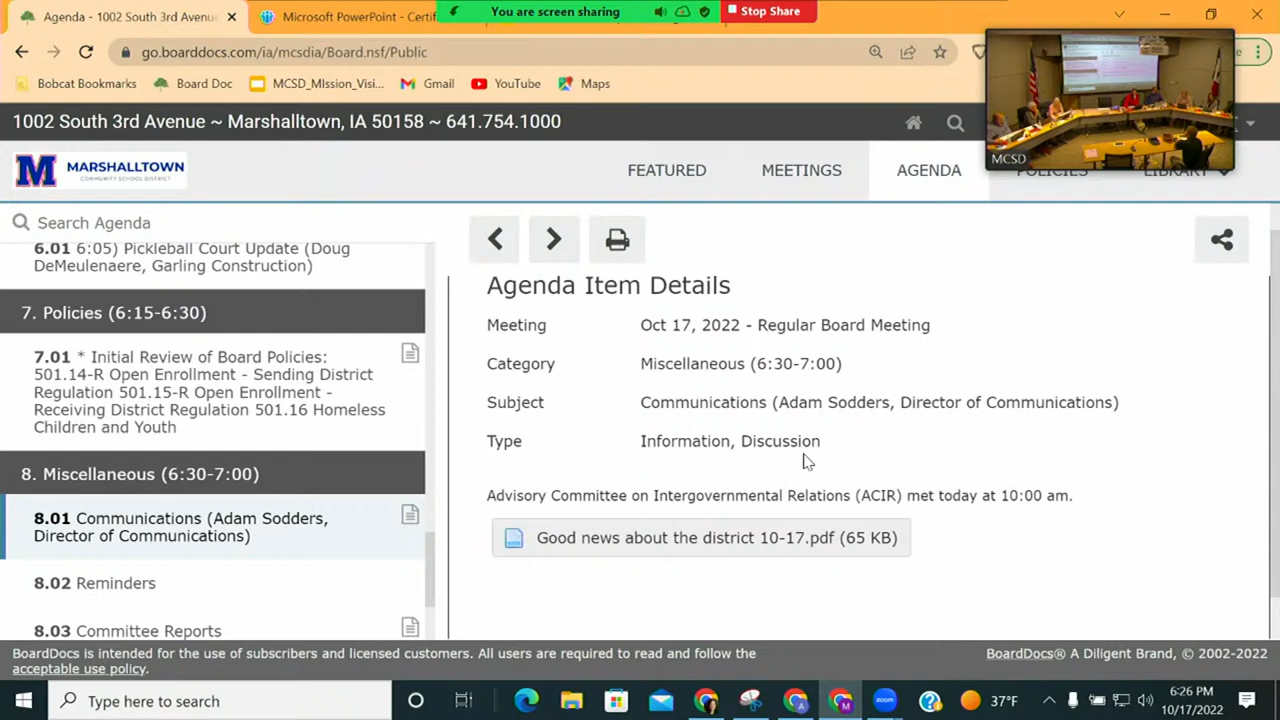 Agenda - 1002 South 3rd Avenue
Microsoft PowerPoint - Certif
You are screen sharing
Stop Share
go.boarddocs.com/ia/mcsdia/Board.nsf/Public
Bobcat Bookmarks
Board Doc
MCSD_MIssion_Visi...
Gmail
YouTube
Maps
1002 South 3rd Avenue ~ Marshalltown, IA 50158 ~ 641.754.1000
MCSD
M MARSHALLTOWN
COMMUNITY SCHOOL DISTRICT
FEATURED
MEETINGS
AGENDA
POLICIES
LIBRARY
Search Agenda
6.01 6:05) Pickleball Court Update (Doug
DeMeulenaere, Garling Construction)
7. Policies (6:15-6:30)
7.01 * Initial Review of Board Policies:
501.14-R Open Enrollment - Sending District
Regulation 501.15-R Open Enrollment -
Receiving District Regulation 501.16 Homeless
Children and Youth
8. Miscellaneous (6:30-7:00)
8.01 Communications (Adam Sodders,
Director of Communications)
8.02 Reminders
8.03 Committee Reports
Agenda Item Details
Meeting Oct 17, 2022 - Regular Board Meeting
Category Miscellaneous (6:30-7:00)
Subject Communications (Adam Sodders, Director of Communications)
Type Information, Discussion
Advisory Committee on Intergovernmental Relations (ACIR) met today at 10:00 am.
Good news about the district 10-17.pdf (65 KB)
BoardDocs is intended for the use of subscribers and licensed customers. All users are required to read and follow the
acceptable use policy.
BoardDocs® A Diligent Brand, © 2002-2022
Type here to search
zoom
37°F
6:26 PM
10/17/2022